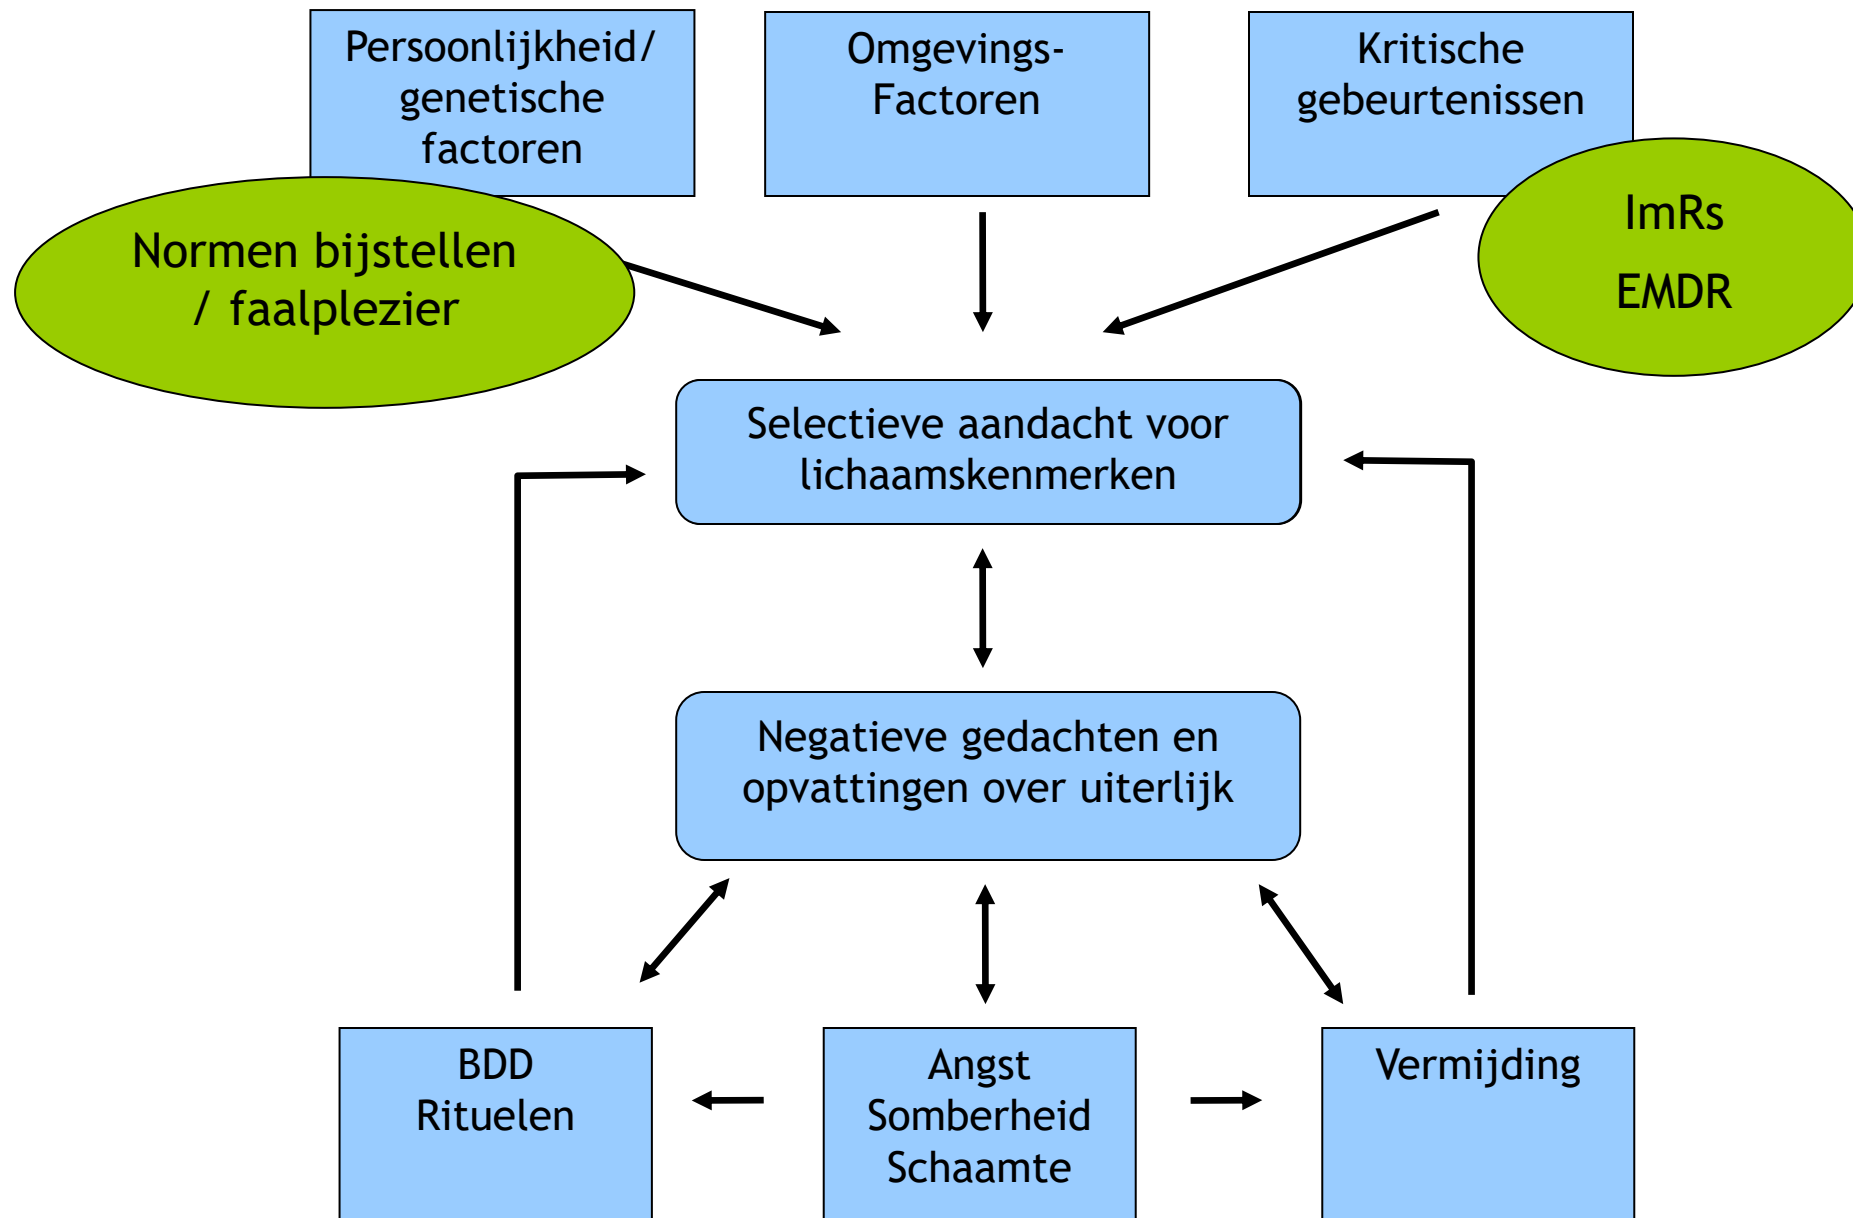 Persoonlijkheid/
genetische
factoren
Omgevings-
Factoren
Kritische
gebeurtenissen
Normen bijstellen
/ faalplezier
ImRs
EMDR
Selectieve aandacht voor
lichaamskenmerken
Negatieve gedachten en
opvattingen over uiterlijk
BDD
Rituelen
Angst
Somberheid
Schaamte
Vermijding